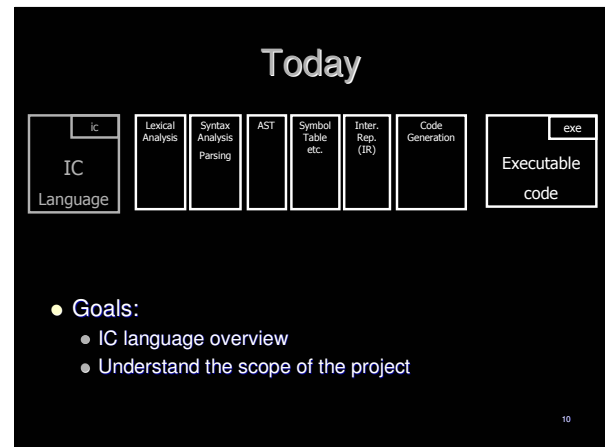 Today
ic
IC
Language
Lexical
Analysis
Syntax
Analysis
Parsing
AST
Symbol
Table
etc.
Inter.
Rep.
(IR)
Code
Generation
exe
Executable
code
Goals:
IC language overview
Understand the scope of the project
10